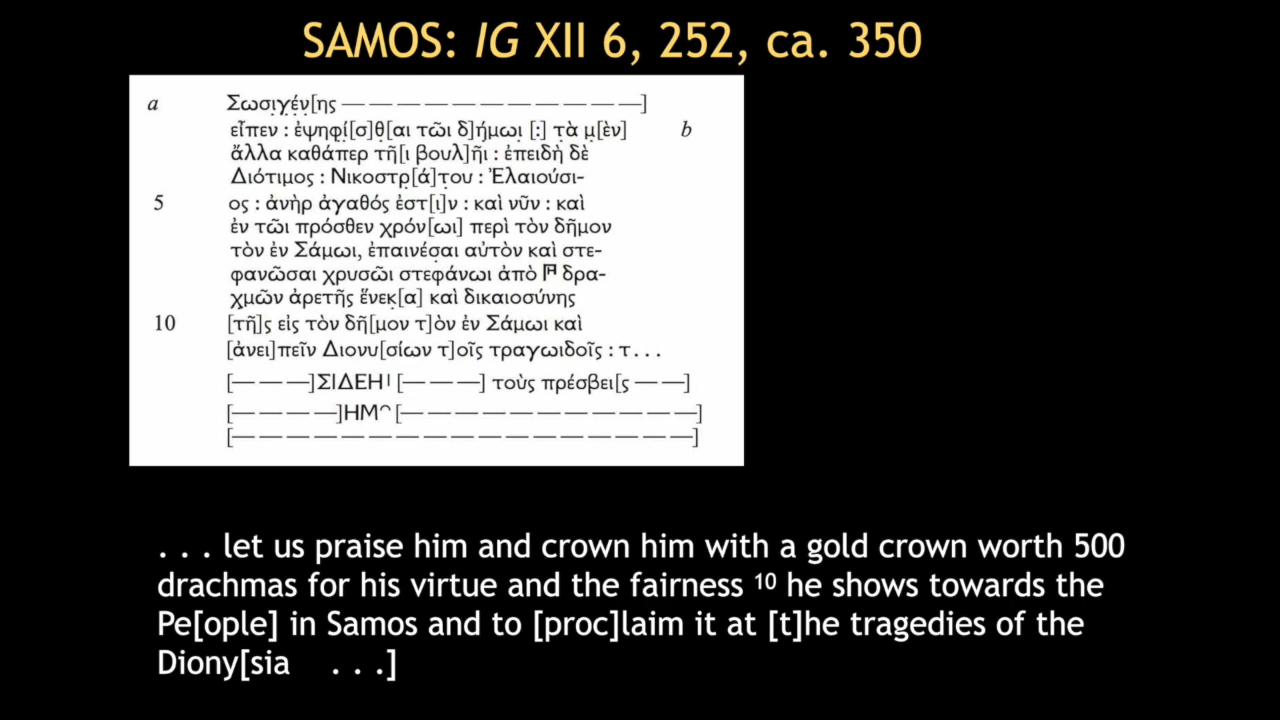 SAMOS: IG XII 6, 252, ca. 350
a Σωσιγέν[ης — — — — — — — — — — —]
εἶπεν : ἐψηφί[σ]θ[αι τῶι δ]ήμωι [:] τὰ μ[ὲν] b
ἄλλα καθάπερ τῆ[ι βουλ]ῆι : ἐπειδὴ δὲ
Διότιμος : Νικοστρ[ά]του : Ἐλαιούσι-
5 ος : ἀνὴρ ἀγαθός ἐστ[ι]ν : καὶ νῦν : καὶ
ἐν τῶι πρόσθεν χρόν[ωι] περὶ τὸν δῆμον
τὸν ἐν Σάμωι, ἐπαινέσαι αὐτὸν καὶ στε-
φανῶσαι χρυσῶι στεφάνωι ἀπὸ 𐅅 δρα-
χμῶν ἀρετῆς ἕνεκ[α] καὶ δικαιοσύνης
10 [τῆ]ς εἰς τὸν δῆ[μον τ]ὸν ἐν Σάμωι καὶ
[ἀνει]πεῖν Διονυ[σίων τ]οῖς τραγωιδοῖς : τ . . .
[— — —]ΣΙΔΕΗ| [— — —] τοὺς πρέσβει[ς — —]
[— — — —]ΗΜ⌒ [— — — — — — — — — — —]
[— — — — — — — — — — — — — — — — —]
. . . let us praise him and crown him with a gold crown worth 500
drachmas for his virtue and the fairness 10 he shows towards the
Pe[ople] in Samos and to [proc]laim it at [t]he tragedies of the
Diony[sia . . .]